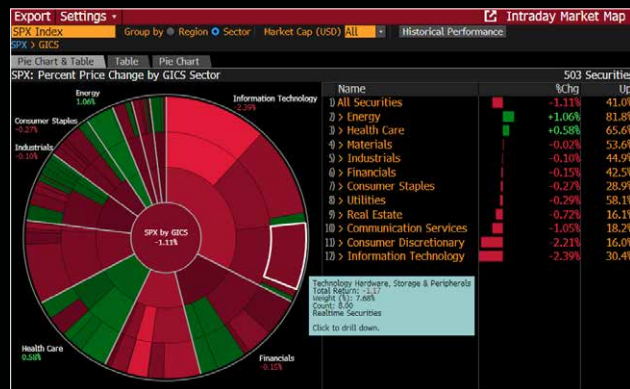 Export Settings Intraday Market Map
SPX Index Group by Region Sector Market Cap (USD) All Historical Performance
SPX > GICS
Pie Chart & Table Table Pie Chart
SPX: Percent Price Change by GICS Sector 503 Securities
Name %Chg Up
1) All Securities -1.11% 41.0%
2) > Energy +1.06% 81.8%
3) > Health Care +0.58% 65.6%
4) > Materials -0.02% 53.6%
5) > Industrials -0.10% 44.9%
6) > Financials -0.15% 42.5%
7) > Consumer Staples -0.27% 28.9%
8) > Utilities -0.29% 58.1%
9) > Real Estate -0.72% 16.1%
10) > Communication Services -1.05% 18.2%
11) > Consumer Discretionary -2.21% 16.0%
12) > Information Technology -2.39% 30.4%
Energy
1.06%
Information Technology
-2.39%
Consumer Staples
-0.27%
Industrials
-0.10%
SPX by GICS
-1.11%
Health Care
0.58%
Financials
-0.15%
Technology Hardware, Storage & Peripherals
Total Return: -1.17
Weight (%): 7.68%
Count: 8.00
Realtime Securities
Click to drill down.